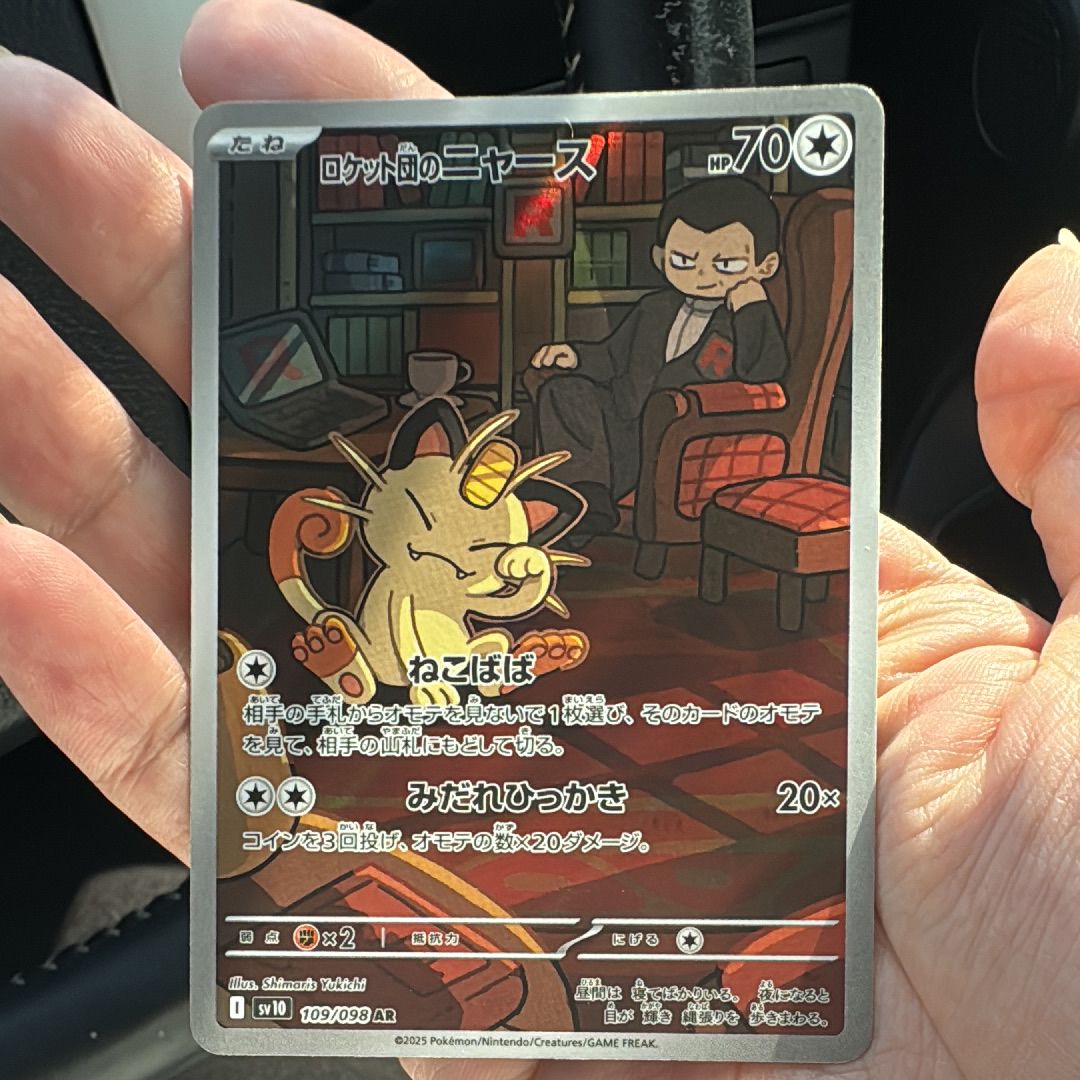 たね
ロケット団のニャース HP70
R
R
R
ねこばば
相手の手札からオモテを見ないで1枚選び、そのカードのオモテ
を見て、相手の山札にもどして切る。
みだれひっかき 20×
コインを3回投げ、オモテの数×20ダメージ。
弱点 ×2 抵抗力 にげる
Illus. Shimaris Yukichi
昼間は 寝てばかりいる。 夜になると
目が 輝き 縄張りを 歩きまわる。
I sv10 109/098 AR
©2025 Pokémon/Nintendo/Creatures/GAME FREAK.